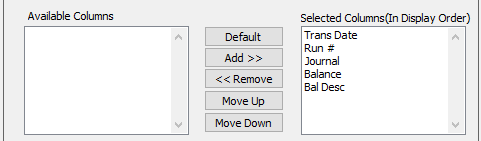 Available Columns
Default
Add >>
<< Remove
Move Up
Move Down
Selected Columns(In Display Order)
Trans Date
Run #
Journal
Balance
Bal Desc